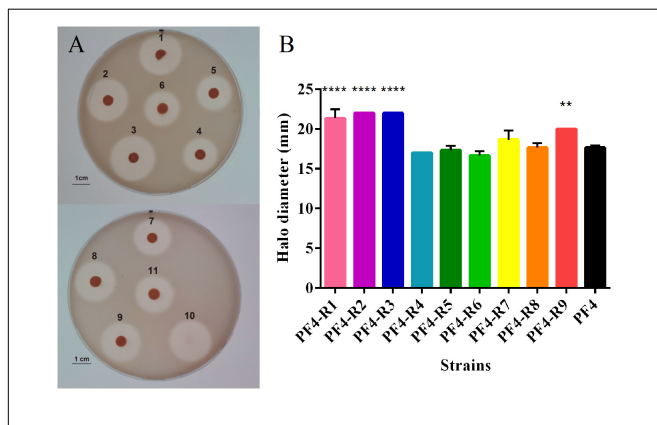 A
1
2
5
6
3
4
1cm
7
8
11
9
10
1 cm
B
Halo diameter (mm)
25
20
15
10
5
0
**** **** ****
**
PF4-R1
PF4-R2
PF4-R3
PF4-R4
PF4-R5
PF4-R6
PF4-R7
PF4-R8
PF4-R9
PF4
Strains